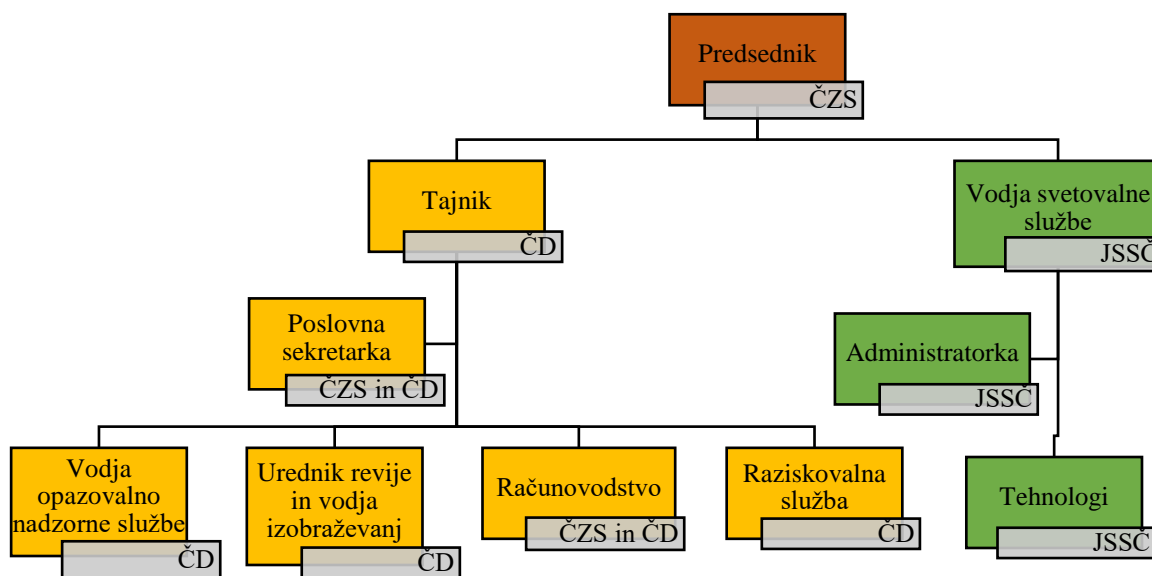 Predsednik
ČZS
Tajnik
ČD
Vodja svetovalne
službe
JSSČ
Poslovna
sekretarka
ČZS in ČD
Administratorka
JSSČ
Vodja
opazovalno
nadzorne službe
ČD
Urednik revije
in vodja
izobraževanj
ČD
Računovodstvo
ČZS in ČD
Raziskovalna
služba
ČD
Tehnologi
JSSČ